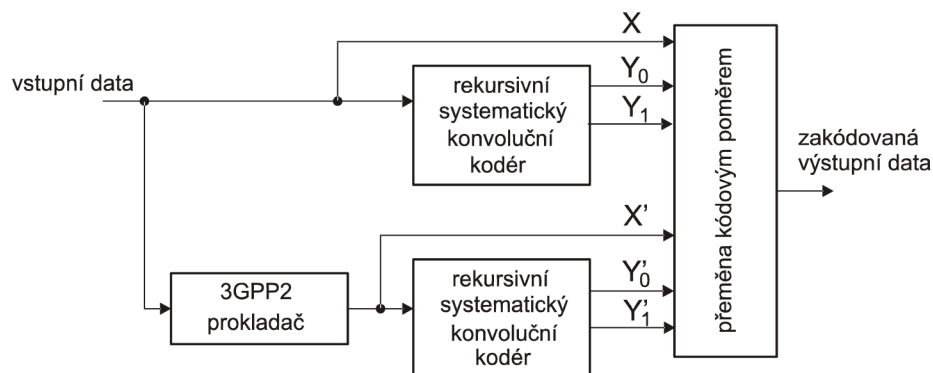 vstupní data
X
rekursivní
systematický
konvoluční
kodér
Y0
Y1
X'
3GPP2
prokladač
rekursivní
systematický
konvoluční
kodér
Y'0
Y'1
přeměna kódovým poměrem
zakódovaná
výstupní data